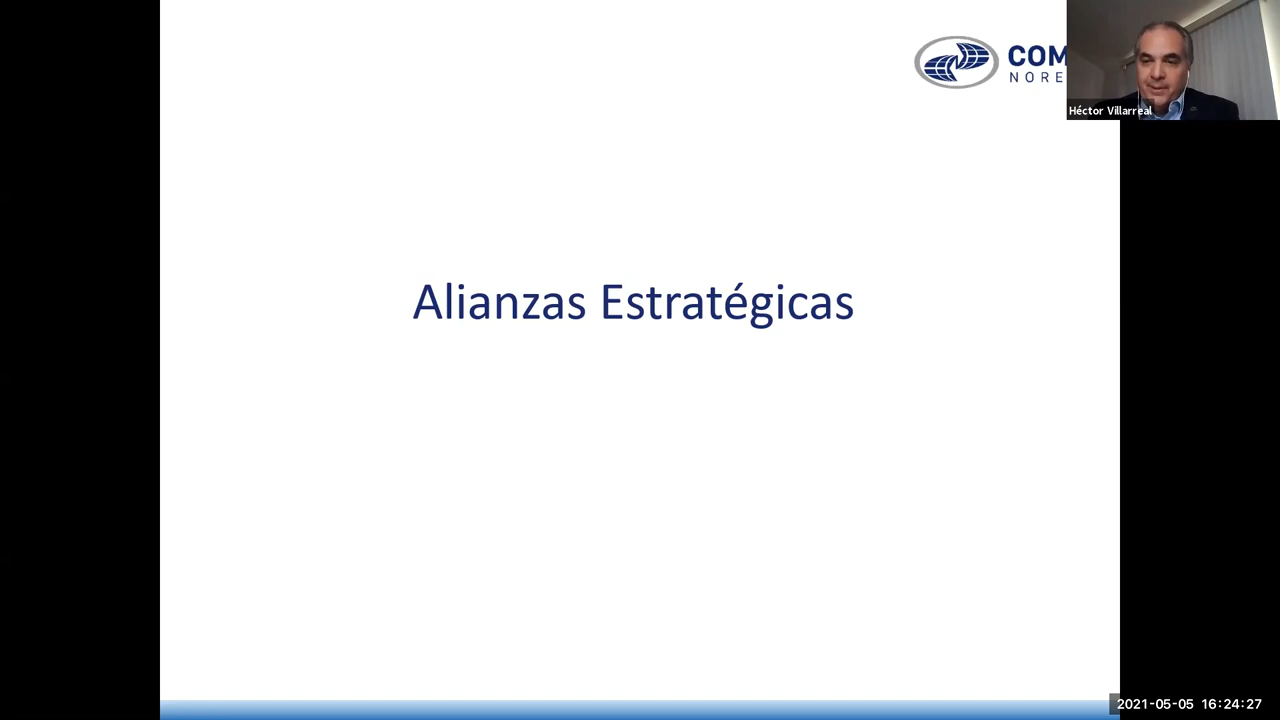 COM
NORE
Héctor Villarreal
Alianzas Estratégicas
2021-05-05 16:24:27